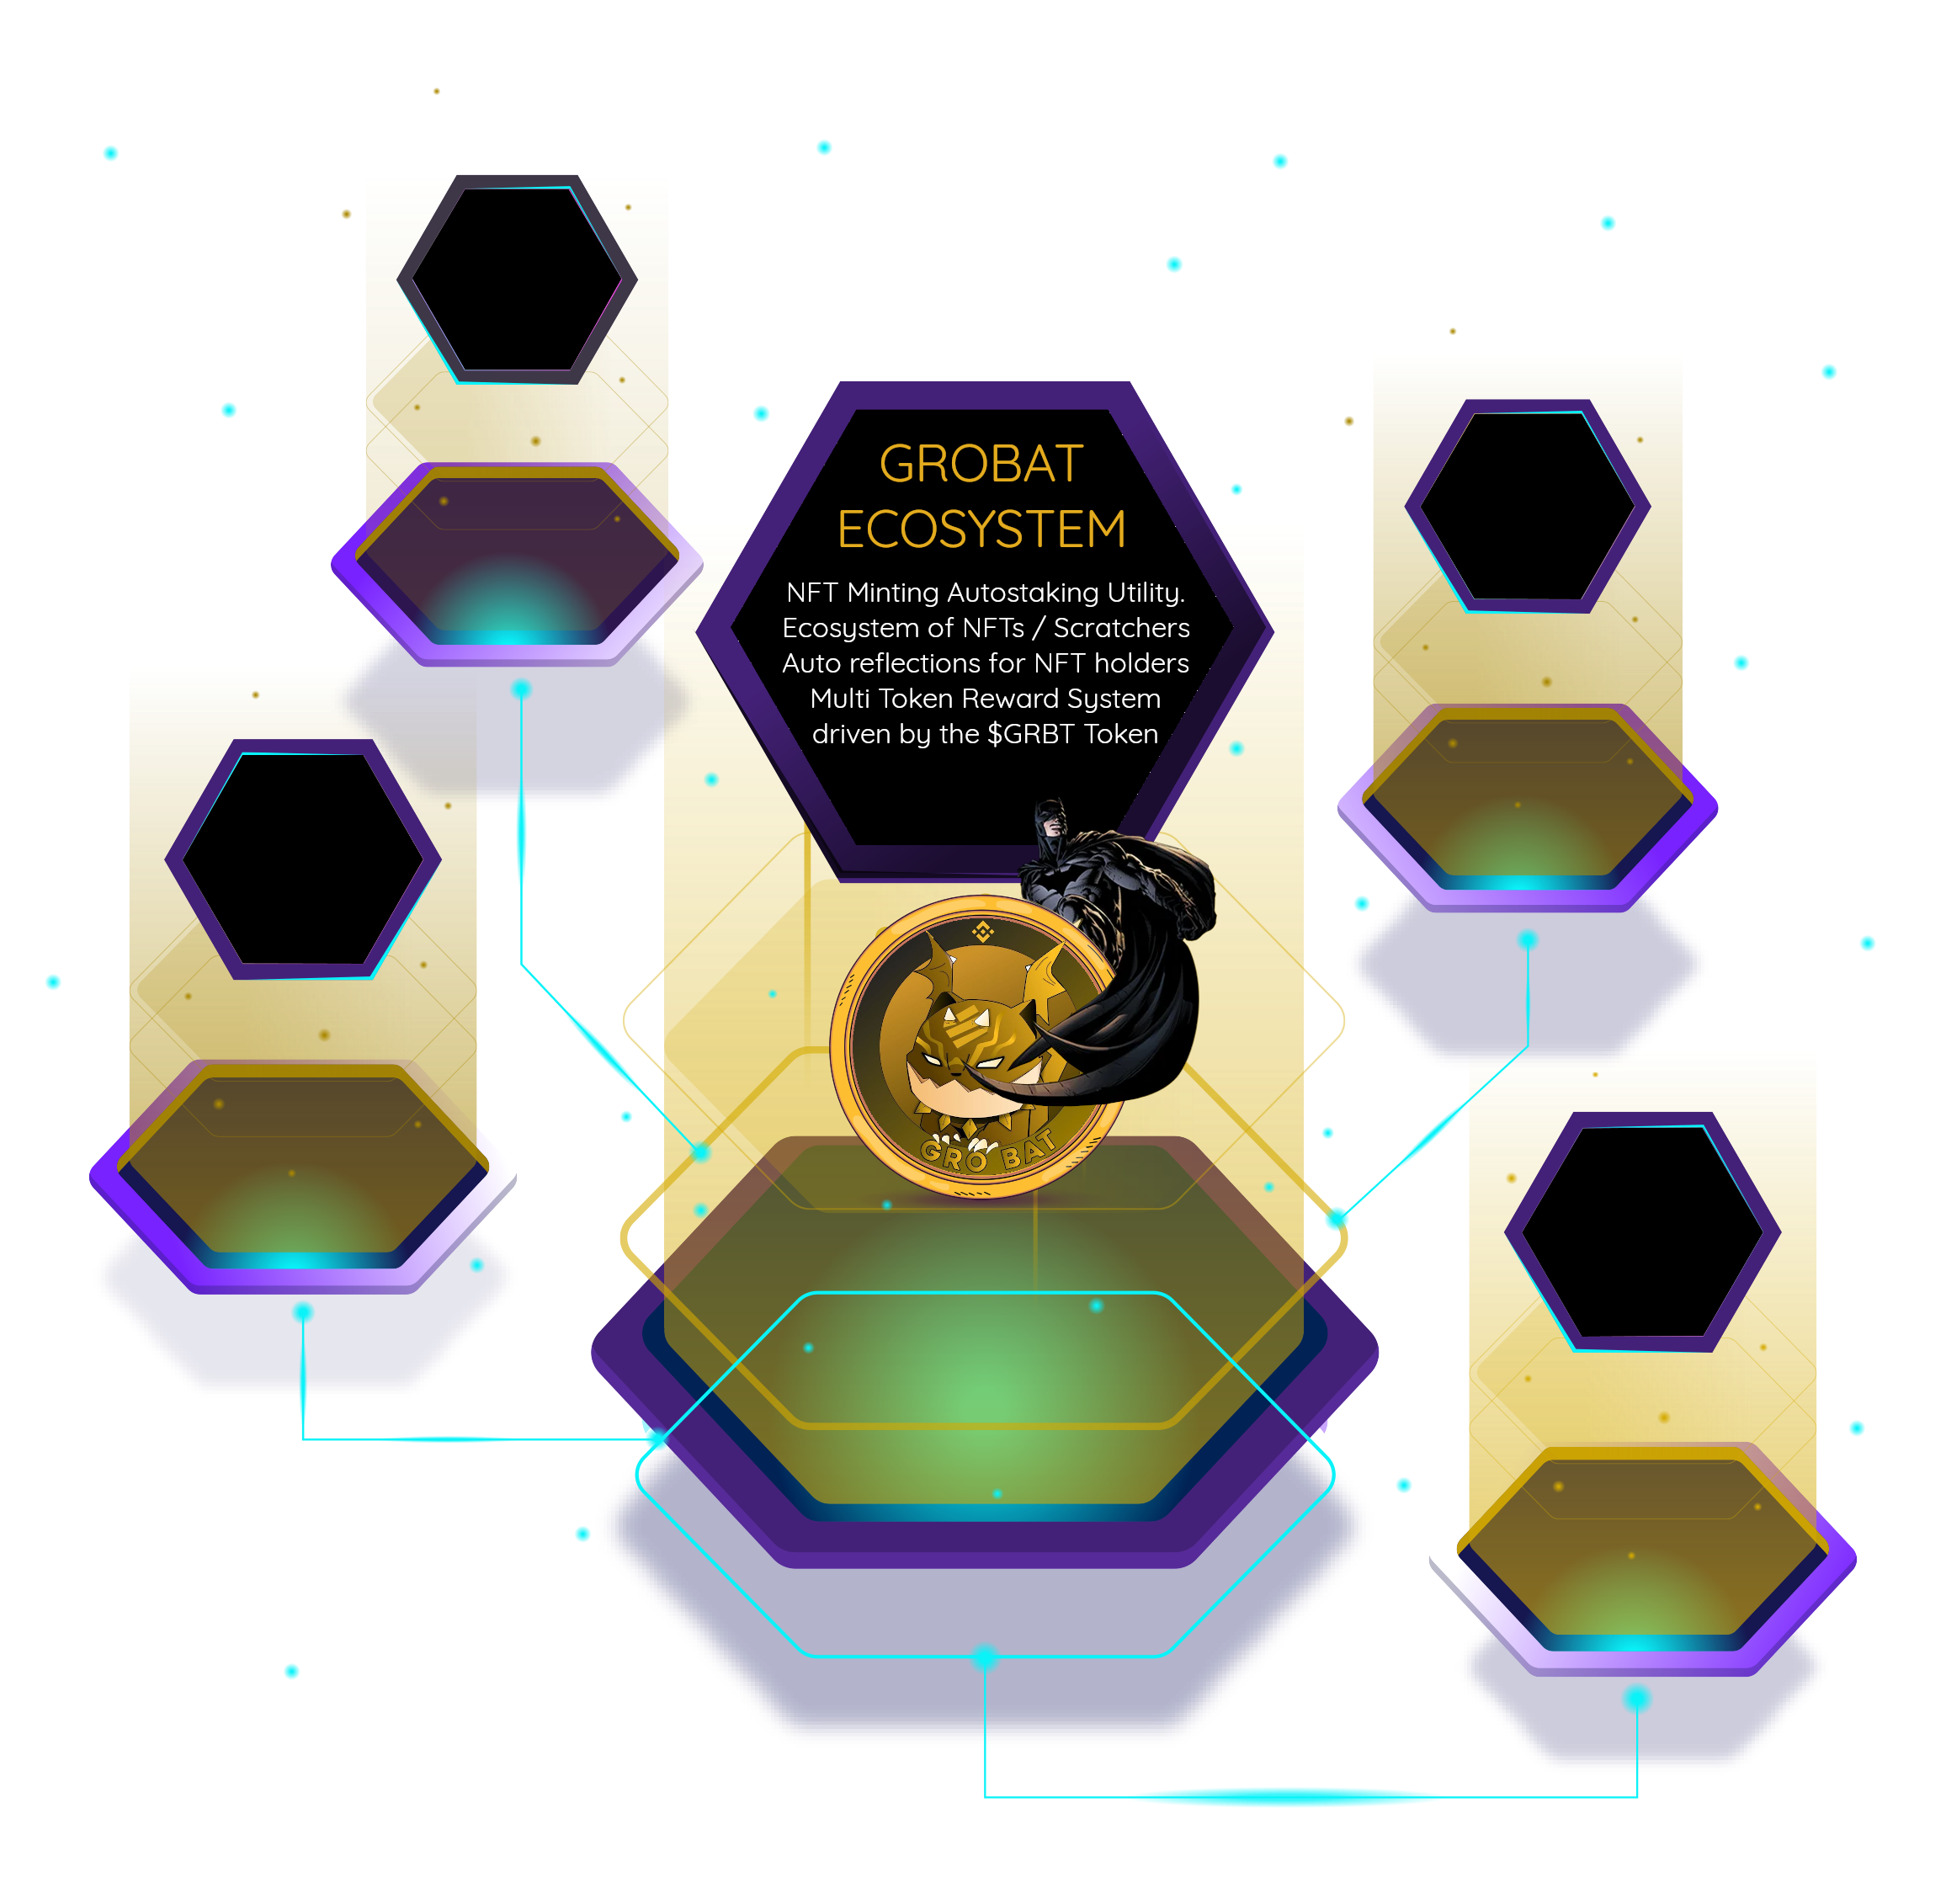 GROBAT
ECOSYSTEM
NFT Minting Autostaking Utility.
Ecosystem of NFTs / Scratchers
Auto reflections for NFT holders
Multi Token Reward System
driven by the $GRBT Token
GRO BAT